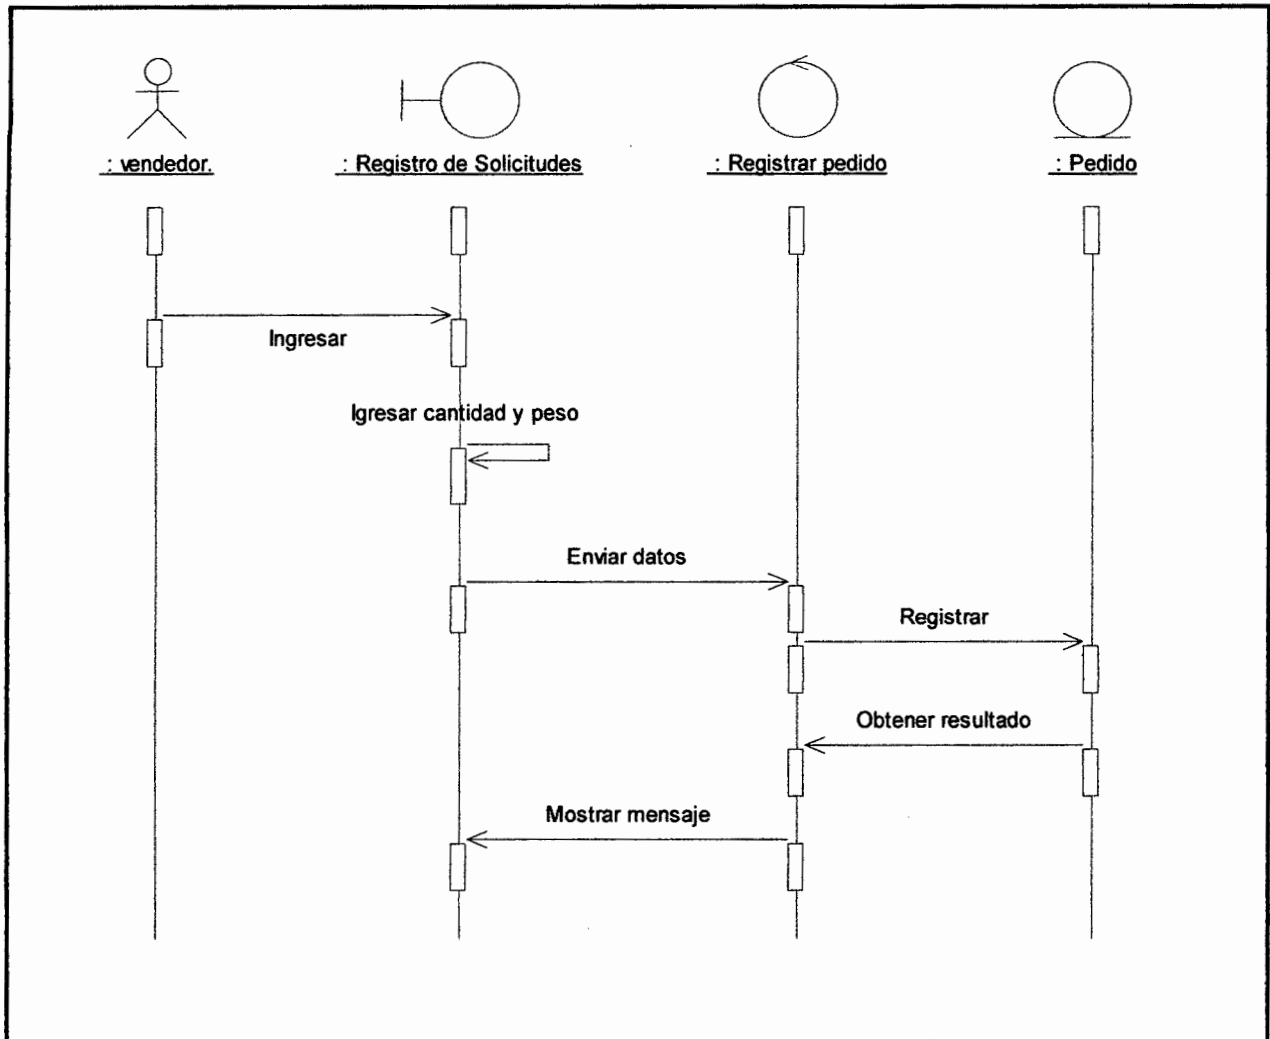 : vendedor.
: Registro de Solicitudes
: Registrar pedido
: Pedido
Ingresar
Igresar cantidad y peso
Enviar datos
Registrar
Obtener resultado
Mostrar mensaje